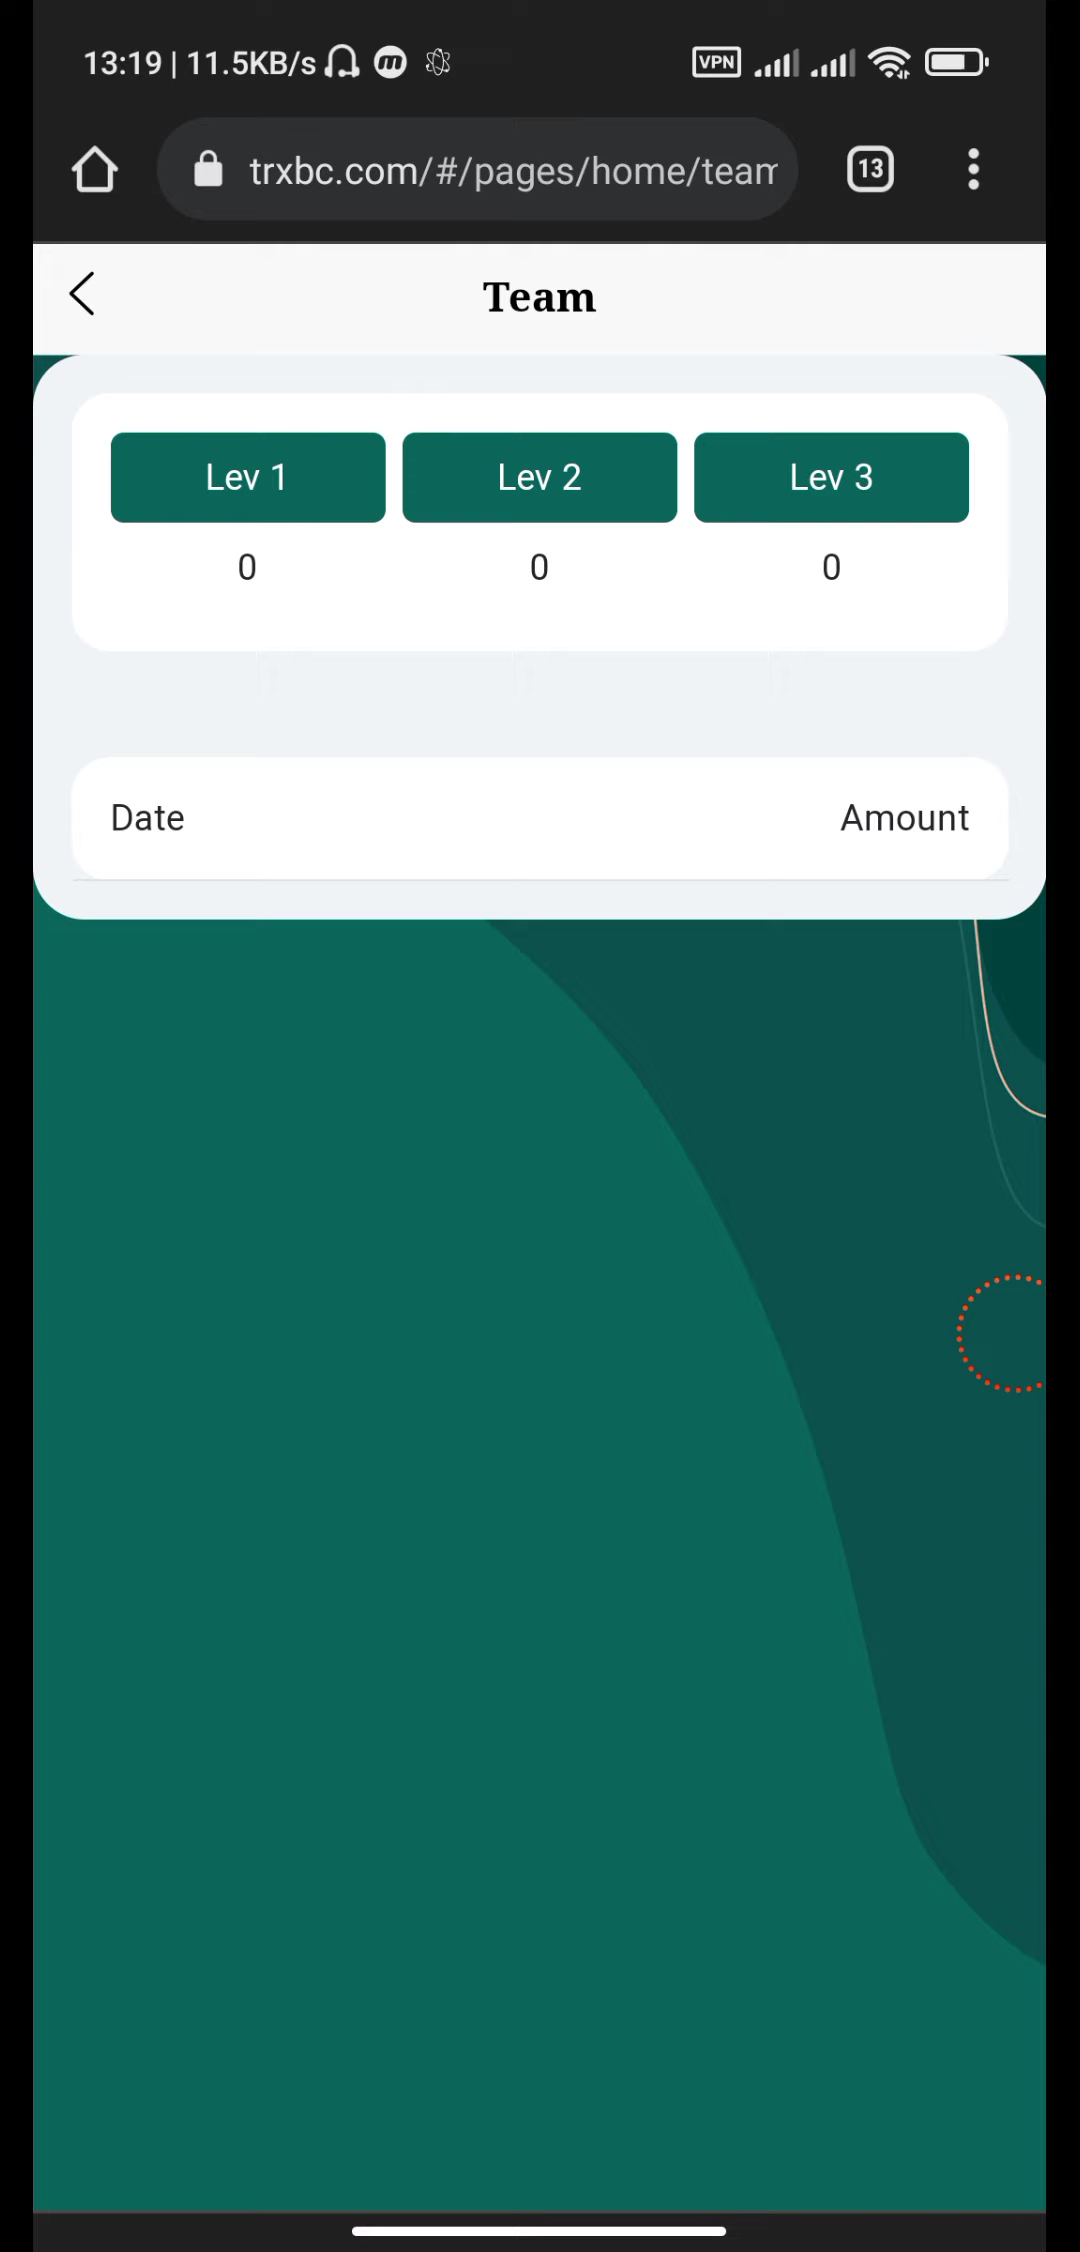 13:19 | 11.5KB/s
VPN
trxbc.com/#/pages/home/team
13
Team
Lev 1 Lev 2 Lev 3
0 0 0
Date Amount